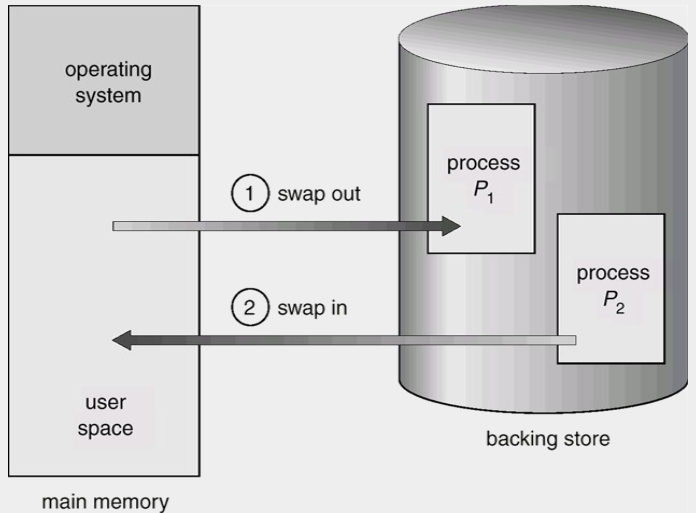 operating
system
process
P1
1 swap out
process
P2
2 swap in
user
space
backing store
main memory